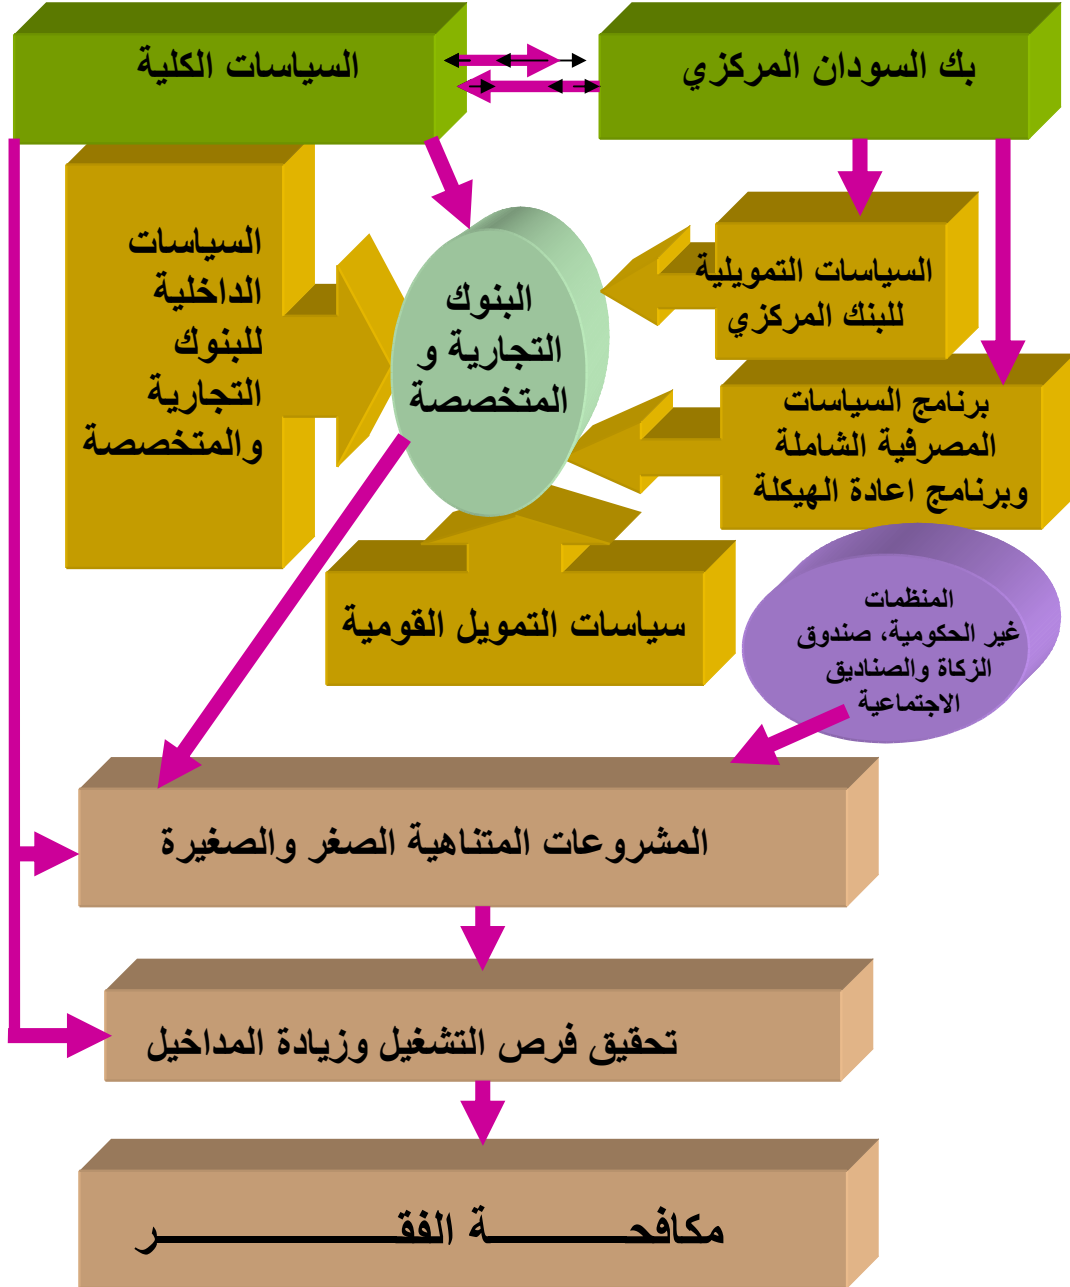 بك السودان المركزي
السياسات الكلية
السياسات التمويلية
للبنك المركزي
برنامج السياسات
المصرفية الشاملة
وبرنامج اعادة الهيكلة
البنوك
التجارية و
المتخصصة
السياسات
الداخلية
للبنوك
التجارية
والمتخصصة
سياسات التمويل القومية
المنظمات
غير الحكومية، صندوق
الزكاة والصناديق
الاجتماعية
المشروعات المتناهية الصغر والصغيرة
تحقيق فرص التشغيل وزيادة المداخيل
مكافحـــــــــــة الفقــــــــــــــــــر